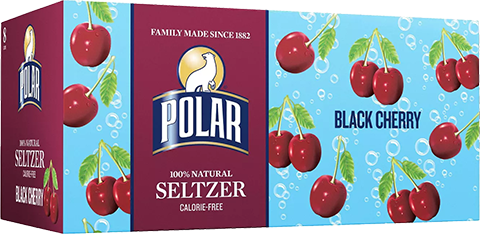 8
100% NATURAL
SELTZER
CALORIE-FREE
BLACK CHERRY
POLAR
FAMILY MADE SINCE 1882
POLAR
100% NATURAL
SELTZER
CALORIE-FREE
BLACK CHERRY